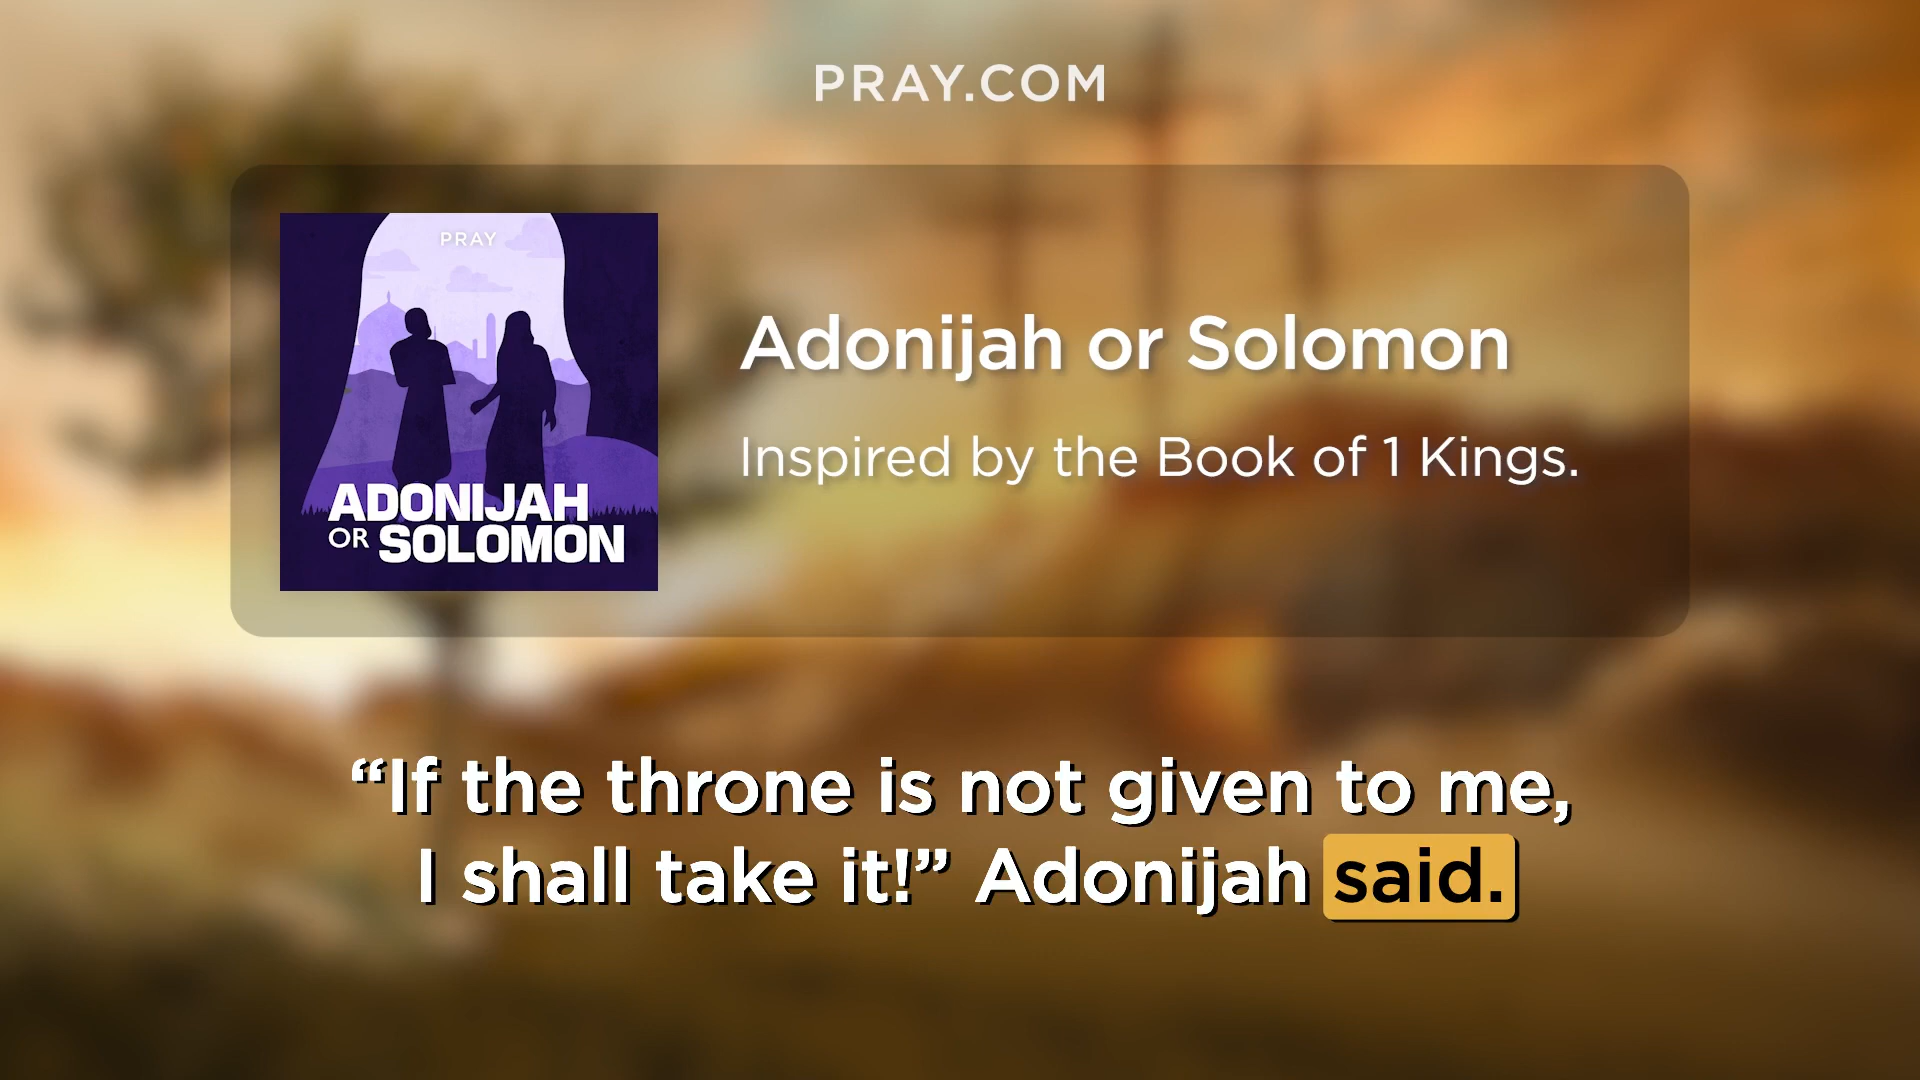 PRAY.COM
PRAY
ADONIJAH
OR SOLOMON
Adonijah or Solomon
Inspired by the Book of 1 Kings.
“If the throne is not given to me,
I shall take it!” Adonijah said.